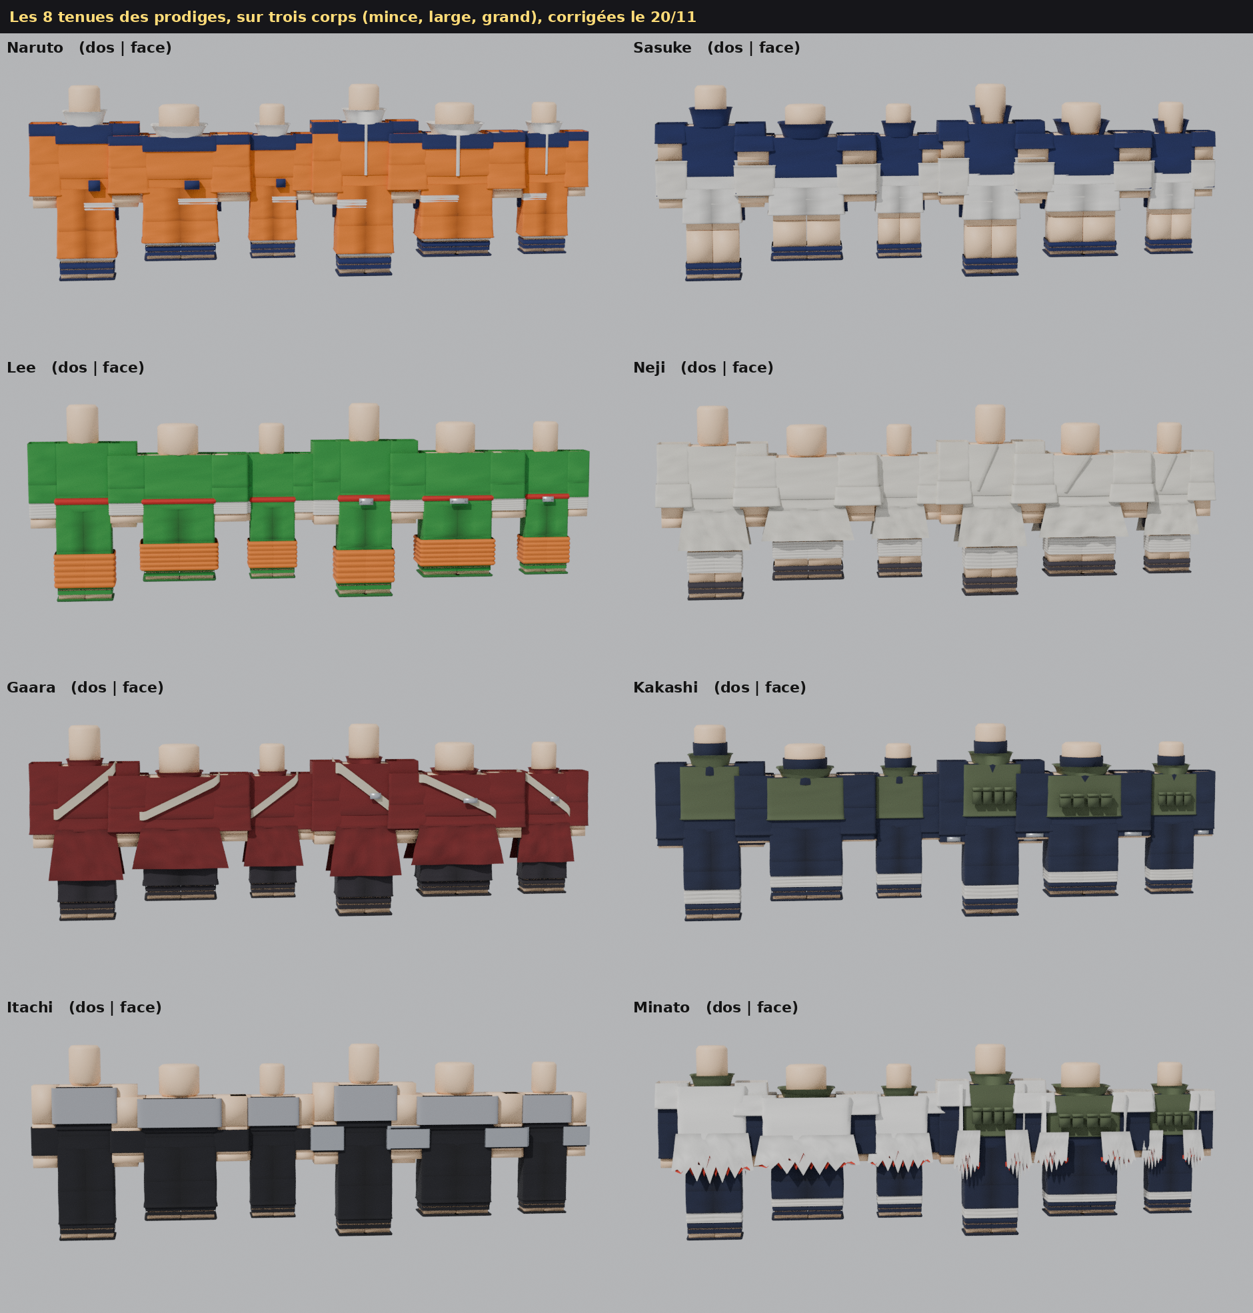 Les 8 tenues des prodiges, sur trois corps (mince, large, grand), corrigées le 20/11
Naruto (dos | face)
Sasuke (dos | face)
Lee (dos | face)
Neji (dos | face)
Gaara (dos | face)
Kakashi (dos | face)
Itachi (dos | face)
Minato (dos | face)